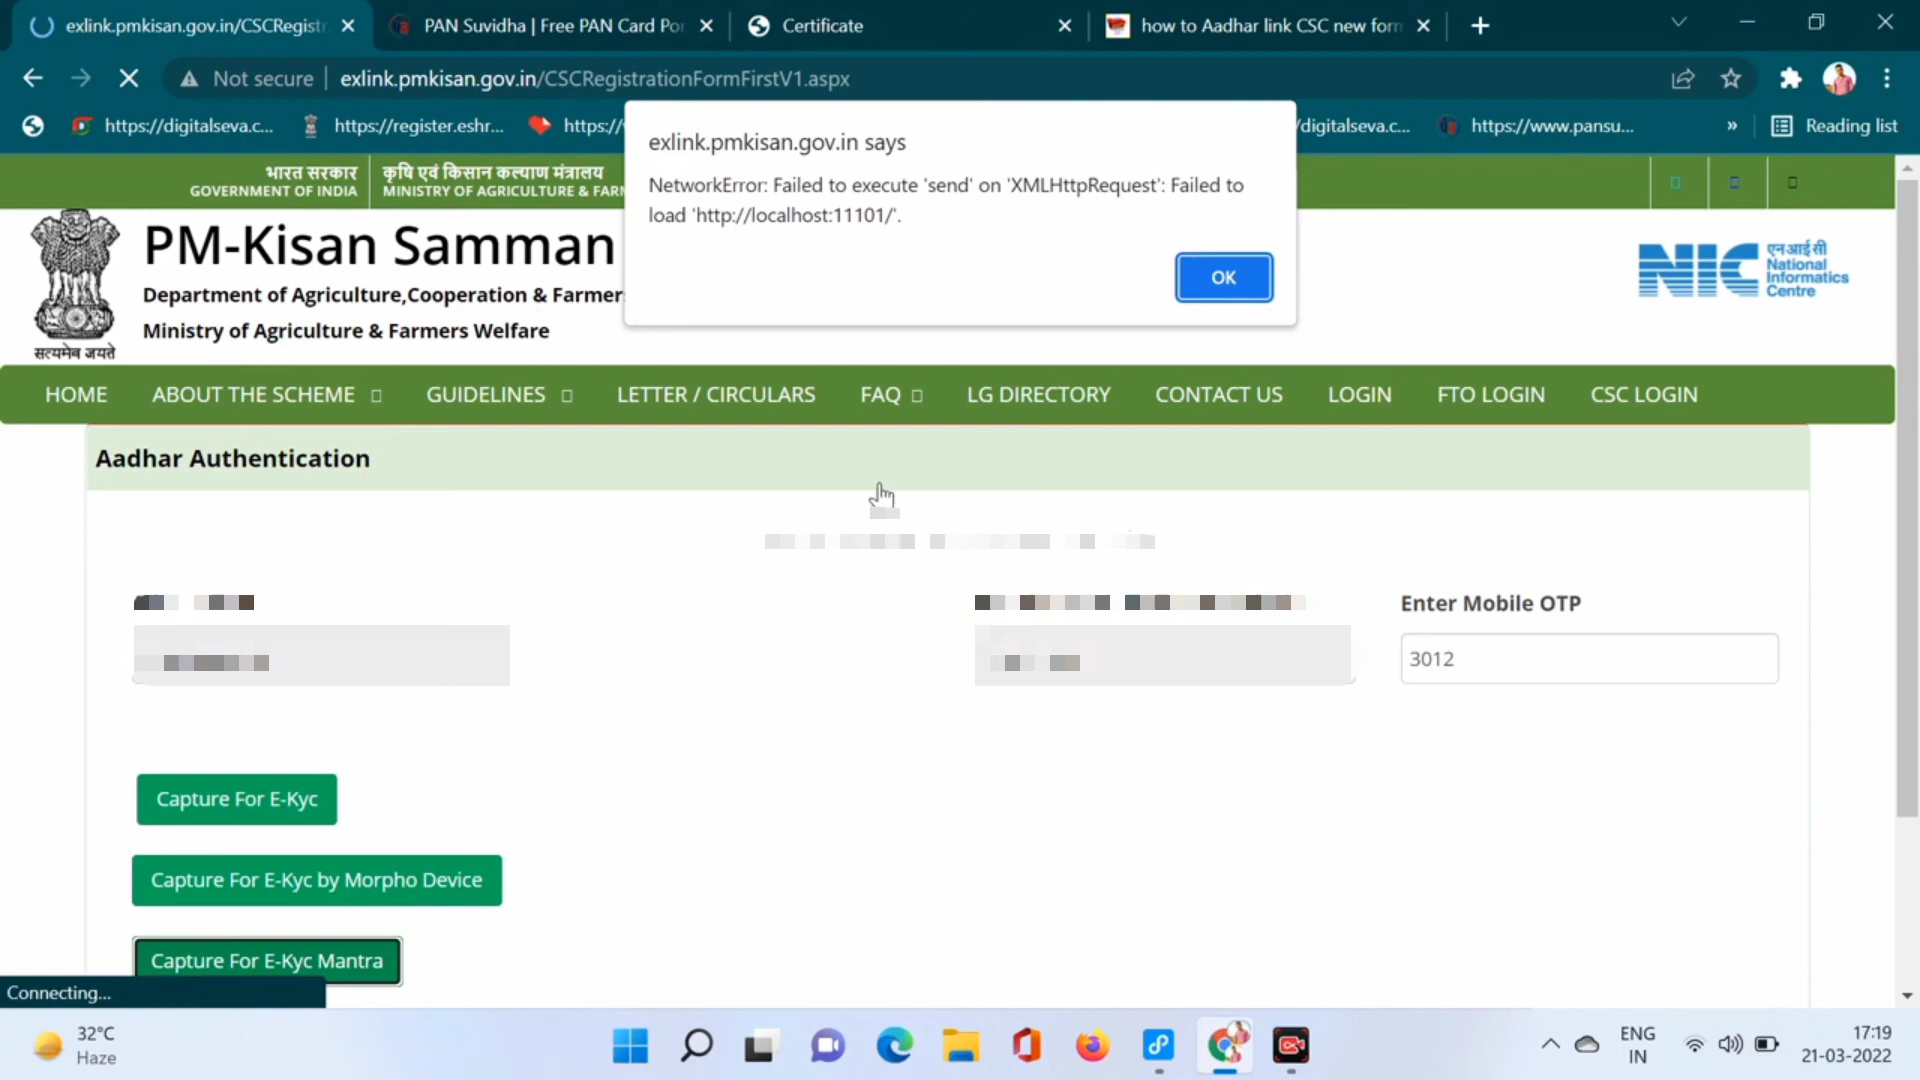 exlink.pmkisan.gov.in/CSCRegistr
PAN Suvidha | Free PAN Card Por
Certificate
how to Aadhar link CSC new form
Not secure
exlink.pmkisan.gov.in/CSCRegistrationFormFirstV1.aspx
https://digitalseva.c...
https://register.eshr...
https://
/digitalseva.c...
https://www.pansu...
»
Reading list
exlink.pmkisan.gov.in says
NetworkError: Failed to execute 'send' on 'XMLHttpRequest': Failed to
load 'http://localhost:11101/'.
OK
भारत सरकार
GOVERNMENT OF INDIA
कृषि एवं किसान कल्याण मंत्रालय
MINISTRY OF AGRICULTURE & FARM
सत्यमेव जयते
PM-Kisan Samman
Department of Agriculture,Cooperation & Farmer
Ministry of Agriculture & Farmers Welfare
NIC
एन आई सी
National
Informatics
Centre
HOME ABOUT THE SCHEME GUIDELINES LETTER / CIRCULARS FAQ LG DIRECTORY CONTACT US LOGIN FTO LOGIN CSC LOGIN
Aadhar Authentication
Enter Mobile OTP
3012
Capture For E-Kyc
Capture For E-Kyc by Morpho Device
Capture For E-Kyc Mantra
Connecting...
32°C
Haze
ENG
IN
17:19
21-03-2022